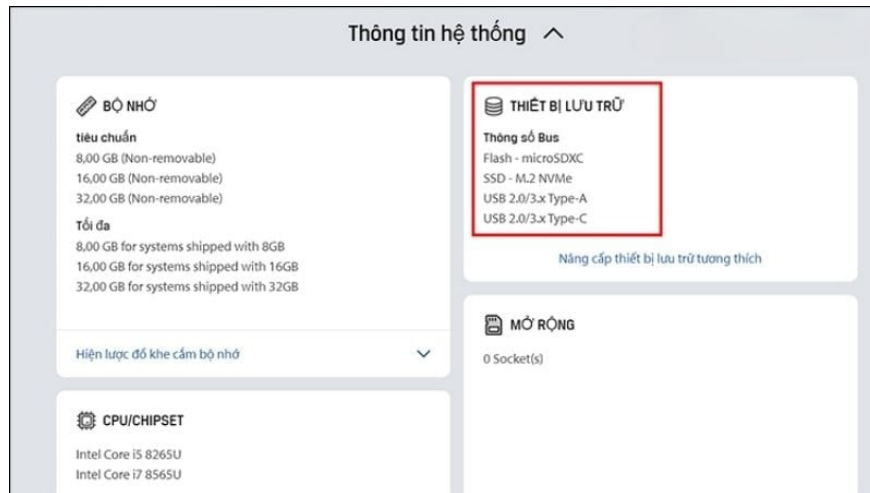 Thông tin hệ thống
BỘ NHỚ
tiêu chuẩn
8,00 GB (Non-removable)
16,00 GB (Non-removable)
32,00 GB (Non-removable)
Tối đa
8,00 GB for systems shipped with 8GB
16,00 GB for systems shipped with 16GB
32,00 GB for systems shipped with 32GB
Hiện lược đồ khe cắm bộ nhớ
CPU/CHIPSET
Intel Core i5 8265U
Intel Core i7 8565U
THIẾT BỊ LƯU TRỮ
Thông số Bus
Flash - microSDXC
SSD - M.2 NVMe
USB 2.0/3.x Type-A
USB 2.0/3.x Type-C
Nâng cấp thiết bị lưu trữ tương thích
MỞ RỘNG
0 Socket(s)